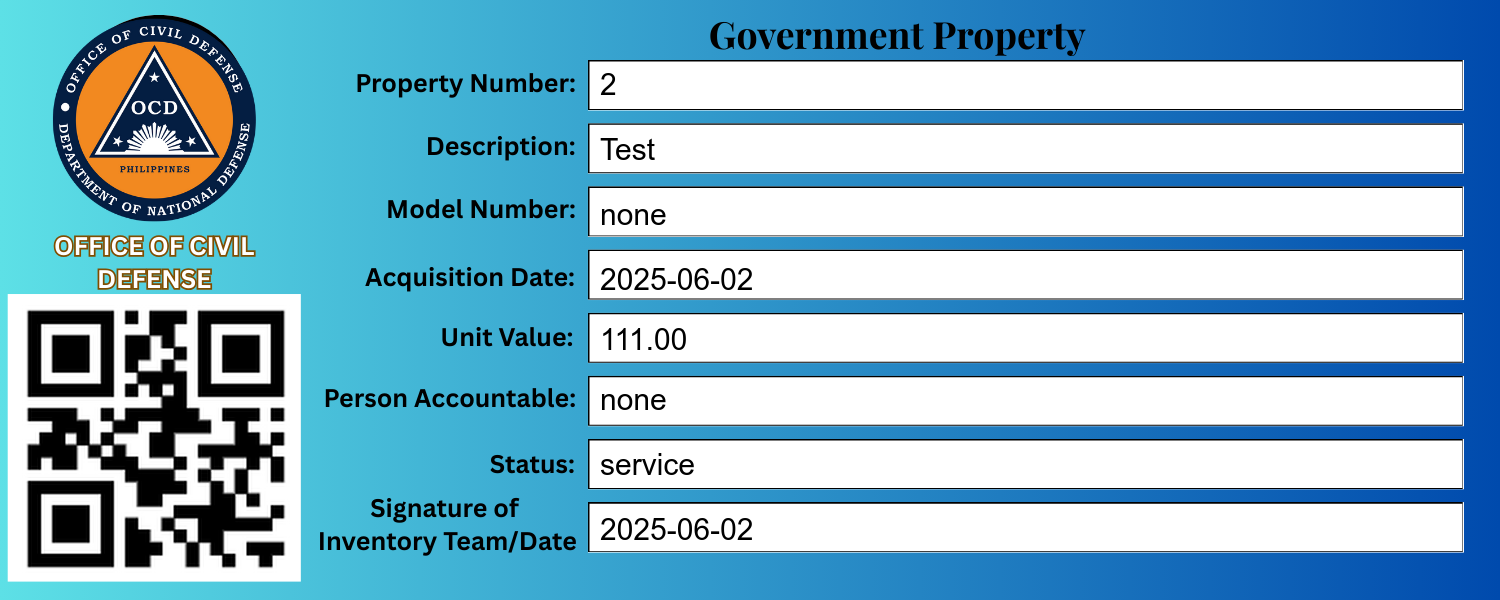 OFFICE OF CIVIL DEFENSE
OCD
PHILIPPINES
DEPARTMENT OF NATIONAL DEFENSE
OFFICE OF CIVIL
DEFENSE
Government Property
Property Number: 2
Description: Test
Model Number: none
Acquisition Date: 2025-06-02
Unit Value: 111.00
Person Accountable: none
Status: service
Signature of
Inventory Team/Date 2025-06-02